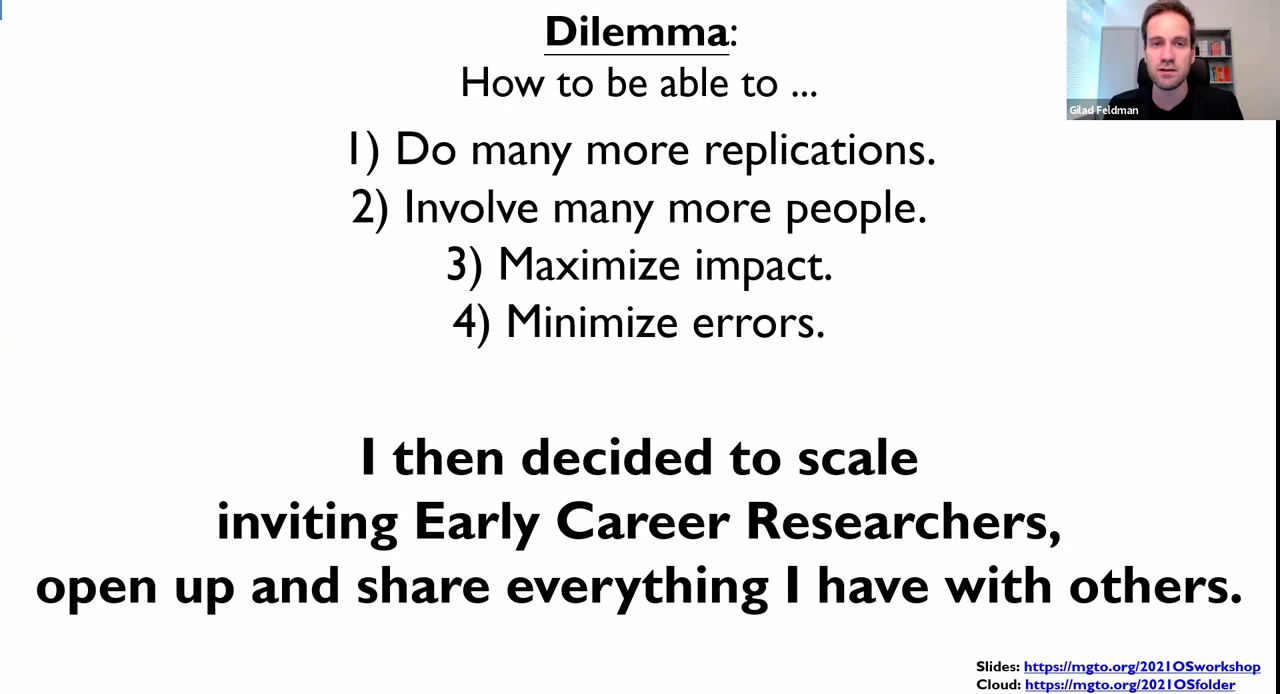 Dilemma:
How to be able to ...
1) Do many more replications.
2) Involve many more people.
3) Maximize impact.
4) Minimize errors.
I then decided to scale
inviting Early Career Researchers,
open up and share everything I have with others.
Slides: https://mgto.org/2021OSworkshop
Cloud: https://mgto.org/2021OSfolder
Gilad Feldman